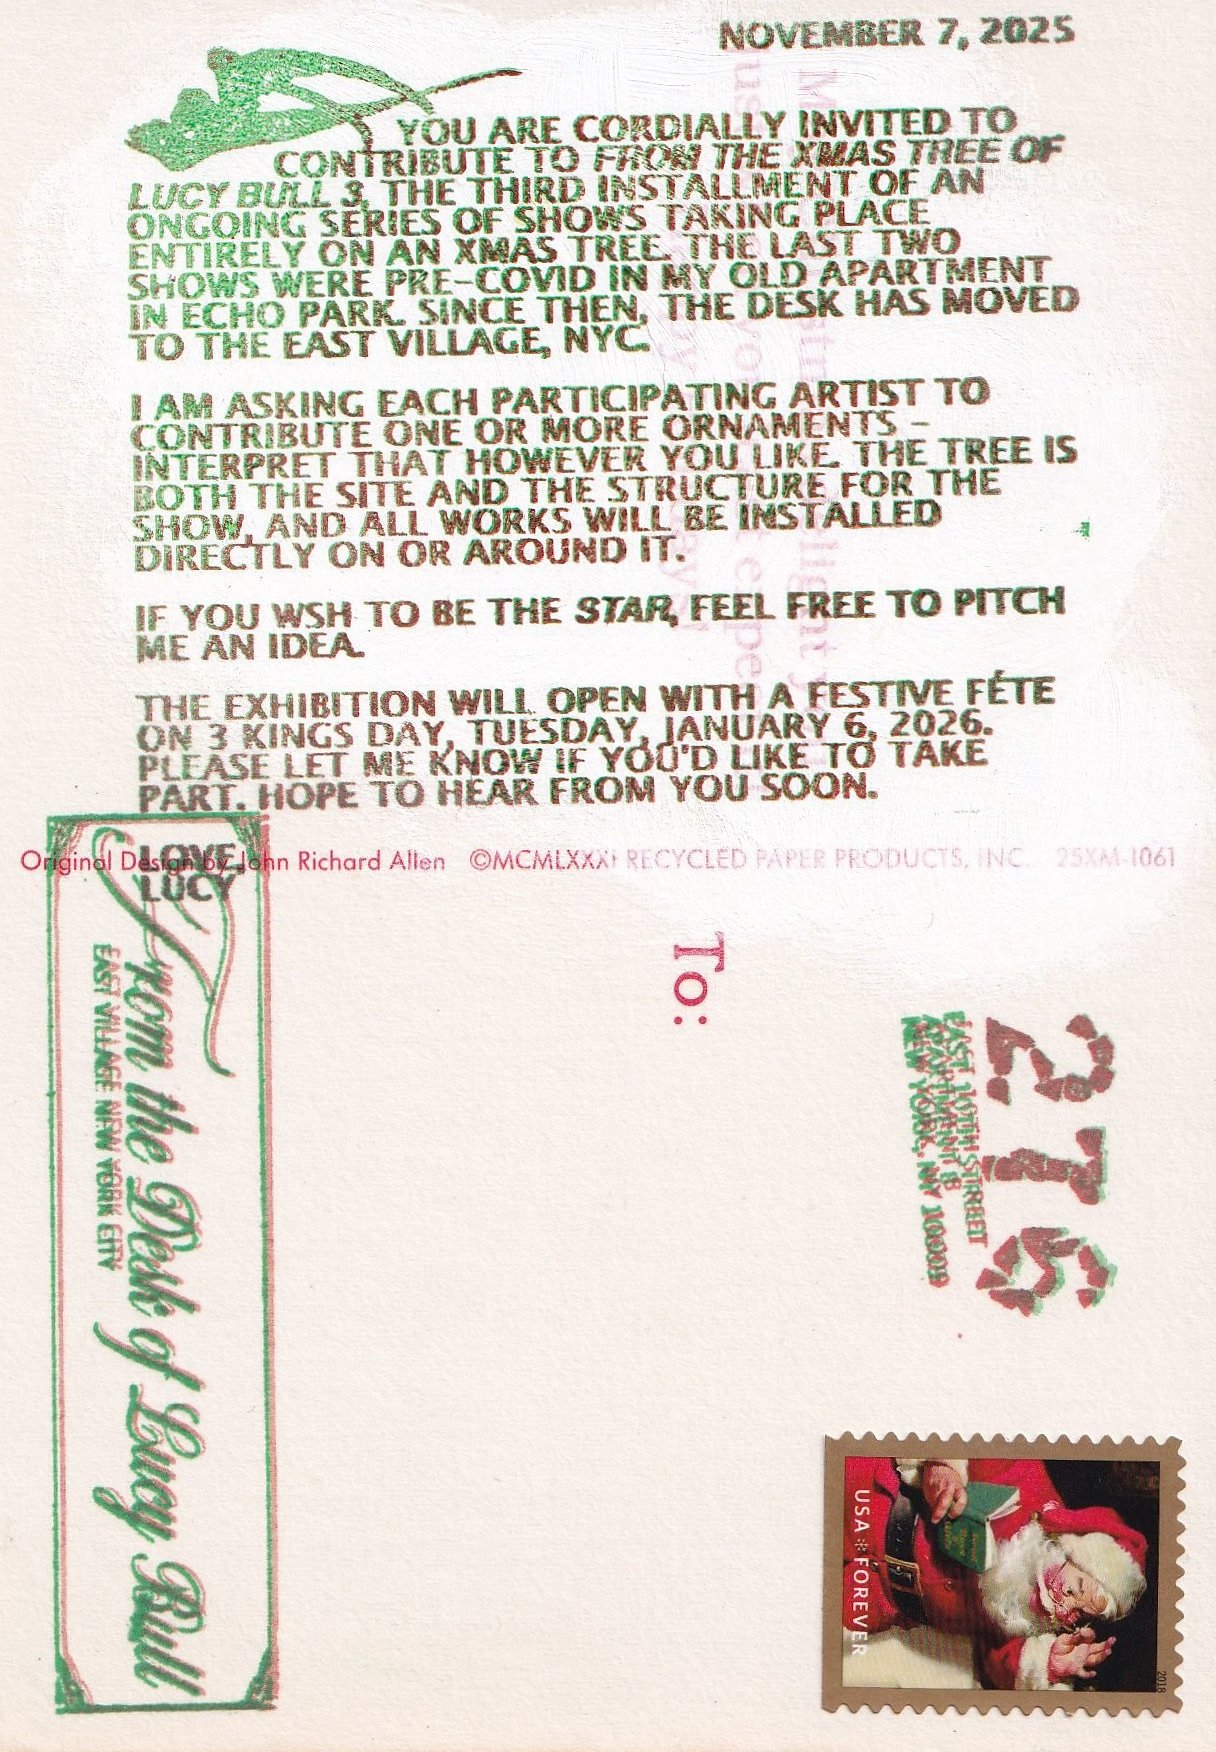 NOVEMBER 7, 2025
YOU ARE CORDIALLY INVITED TO
CONTRIBUTE TO FROM THE XMAS TREE OF
LUCY BULL 3, THE THIRD INSTALLMENT OF AN
ONGOING SERIES OF SHOWS TAKING PLACE
ENTIRELY ON AN XMAS TREE. THE LAST TWO
SHOWS WERE PRE-COVID IN MY OLD APARTMENT
IN ECHO PARK. SINCE THEN, THE DESK HAS MOVED
TO THE EAST VILLAGE, NYC.
I AM ASKING EACH PARTICIPATING ARTIST TO
CONTRIBUTE ONE OR MORE ORNAMENTS –
INTERPRET THAT HOWEVER YOU LIKE. THE TREE IS
BOTH THE SITE AND THE STRUCTURE FOR THE
SHOW, AND ALL WORKS WILL BE INSTALLED
DIRECTLY ON OR AROUND IT.
IF YOU WSH TO BE THE STAR, FEEL FREE TO PITCH
ME AN IDEA.
THE EXHIBITION WILL OPEN WITH A FESTIVE FÉTE
ON 3 KINGS DAY, TUESDAY, JANUARY 6, 2026.
PLEASE LET ME KNOW IF YOU'D LIKE TO TAKE
PART. HOPE TO HEAR FROM YOU SOON.
LOVE,
LUCY
Original Design by John Richard Allen ©MCMLXXXI RECYCLED PAPER PRODUCTS, INC. 25XM-1061
From the Desk of Lucy Bull
EAST VILLAGE NEW YORK CITY
To:
215
EAST 10TH STREET
APARTMENT 8
NEW YORK, NY 10009
USA FOREVER
2018